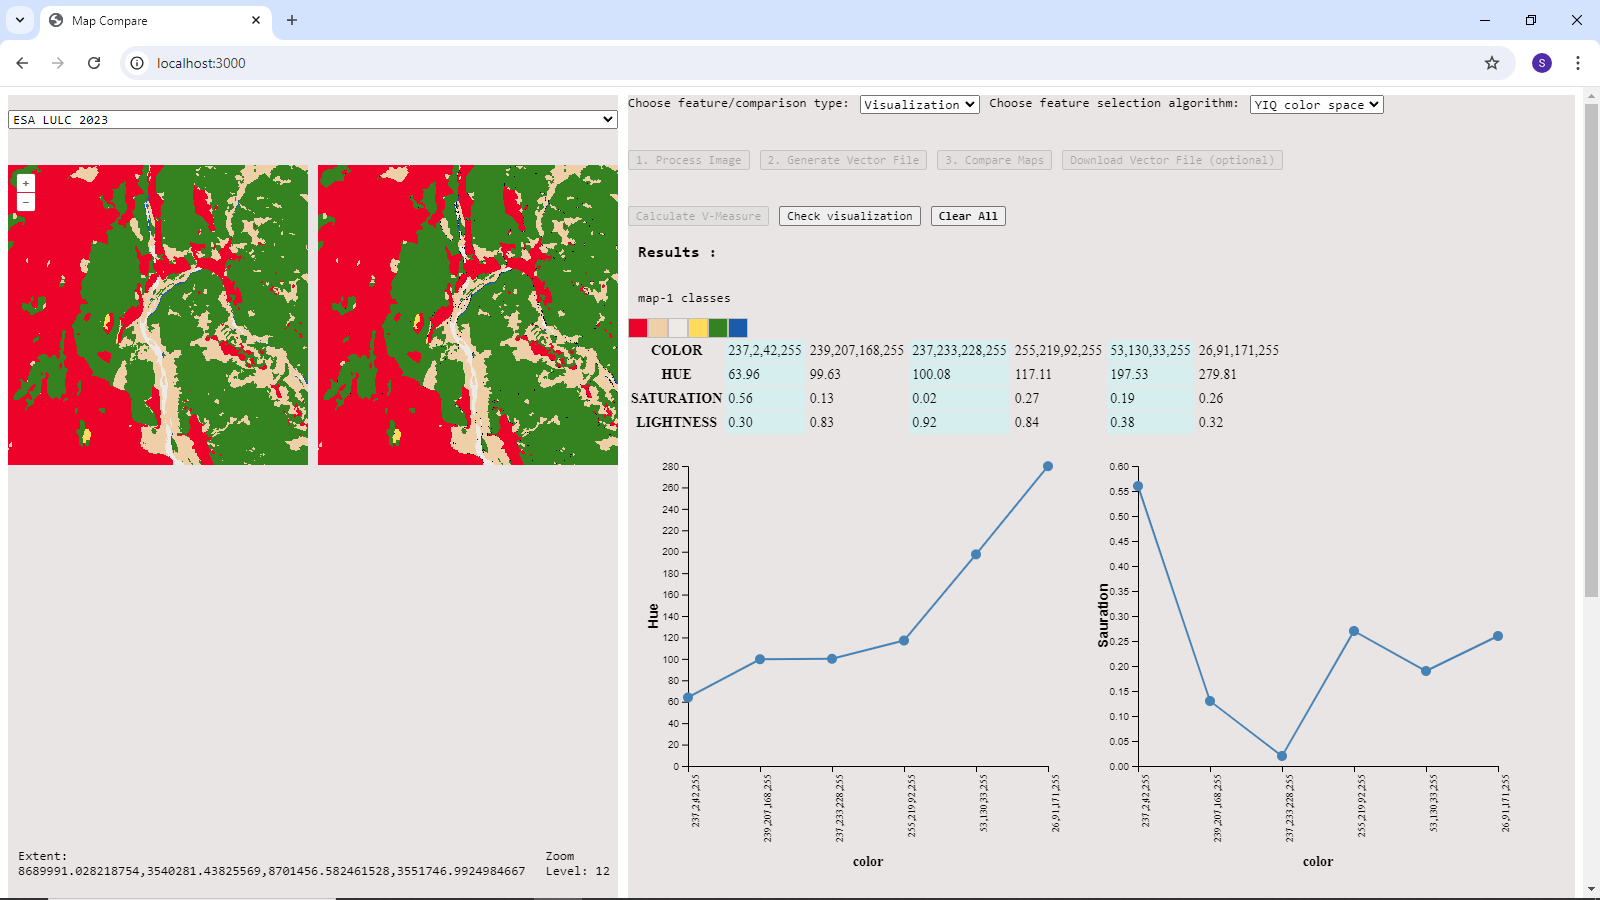 Map Compare
localhost:3000
S
ESA LULC 2023
+
−
Extent:
8689991.028218754,3540281.43825569,8701456.582461528,3551746.9924984667
Zoom
Level: 12
Choose feature/comparison type: Visualization Choose feature selection algorithm: YIQ color space
1. Process Image 2. Generate Vector File 3. Compare Maps Download Vector File (optional)
Calculate V-Measure Check visualization Clear All
Results :
map-1 classes
COLOR 237,2,42,255 239,207,168,255 237,233,228,255 255,219,92,255 53,130,33,255 26,91,171,255
HUE 63.96 99.63 100.08 117.11 197.53 279.81
SATURATION 0.56 0.13 0.02 0.27 0.19 0.26
LIGHTNESS 0.30 0.83 0.92 0.84 0.38 0.32
280
260
240
220
200
180
160
140
120
100
80
60
40
20
0
Hue
237,2,42,255
239,207,168,255
237,233,228,255
255,219,92,255
53,130,33,255
26,91,171,255
color
0.60
0.55
0.50
0.45
0.40
0.35
0.30
0.25
0.20
0.15
0.10
0.05
0.00
Sauration
237,2,42,255
239,207,168,255
237,233,228,255
255,219,92,255
53,130,33,255
26,91,171,255
color